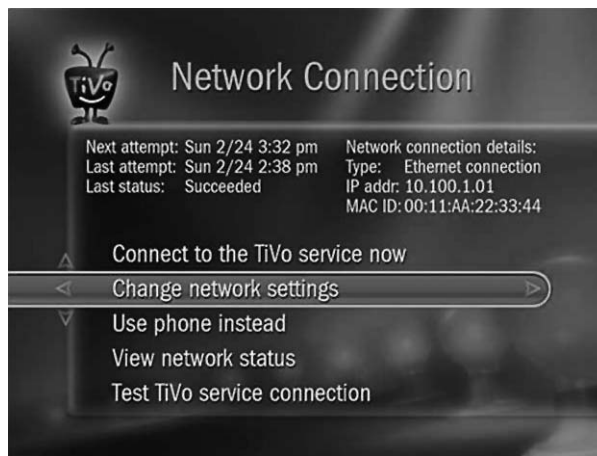 TiVo
Network Connection
Next attempt: Sun 2/24 3:32 pm
Last attempt: Sun 2/24 2:38 pm
Last status: Succeeded
Network connection details:
Type: Ethernet connection
IP addr: 10.100.1.01
MAC ID: 00:11:AA:22:33:44
Connect to the TiVo service now
Change network settings
Use phone instead
View network status
Test TiVo service connection